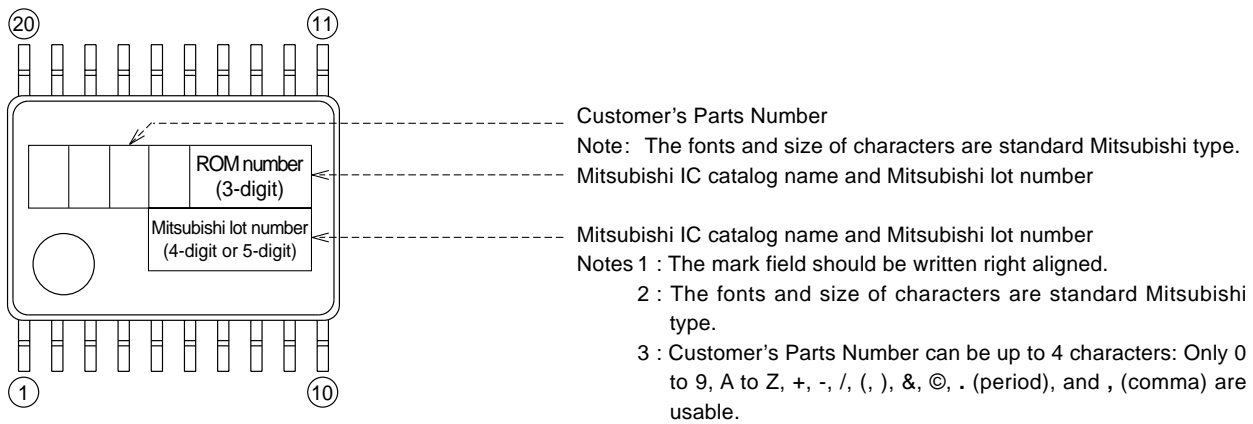 20 11
ROM number
(3-digit)
Mitsubishi lot number
(4-digit or 5-digit)
1 10
Customer’s Parts Number
Note: The fonts and size of characters are standard Mitsubishi type.
Mitsubishi IC catalog name and Mitsubishi lot number
Mitsubishi IC catalog name and Mitsubishi lot number
Notes 1 : The mark field should be written right aligned.
2 : The fonts and size of characters are standard Mitsubishi
type.
3 : Customer’s Parts Number can be up to 4 characters: Only 0
to 9, A to Z, +, -, /, (, ), &, ©, . (period), and , (comma) are
usable.